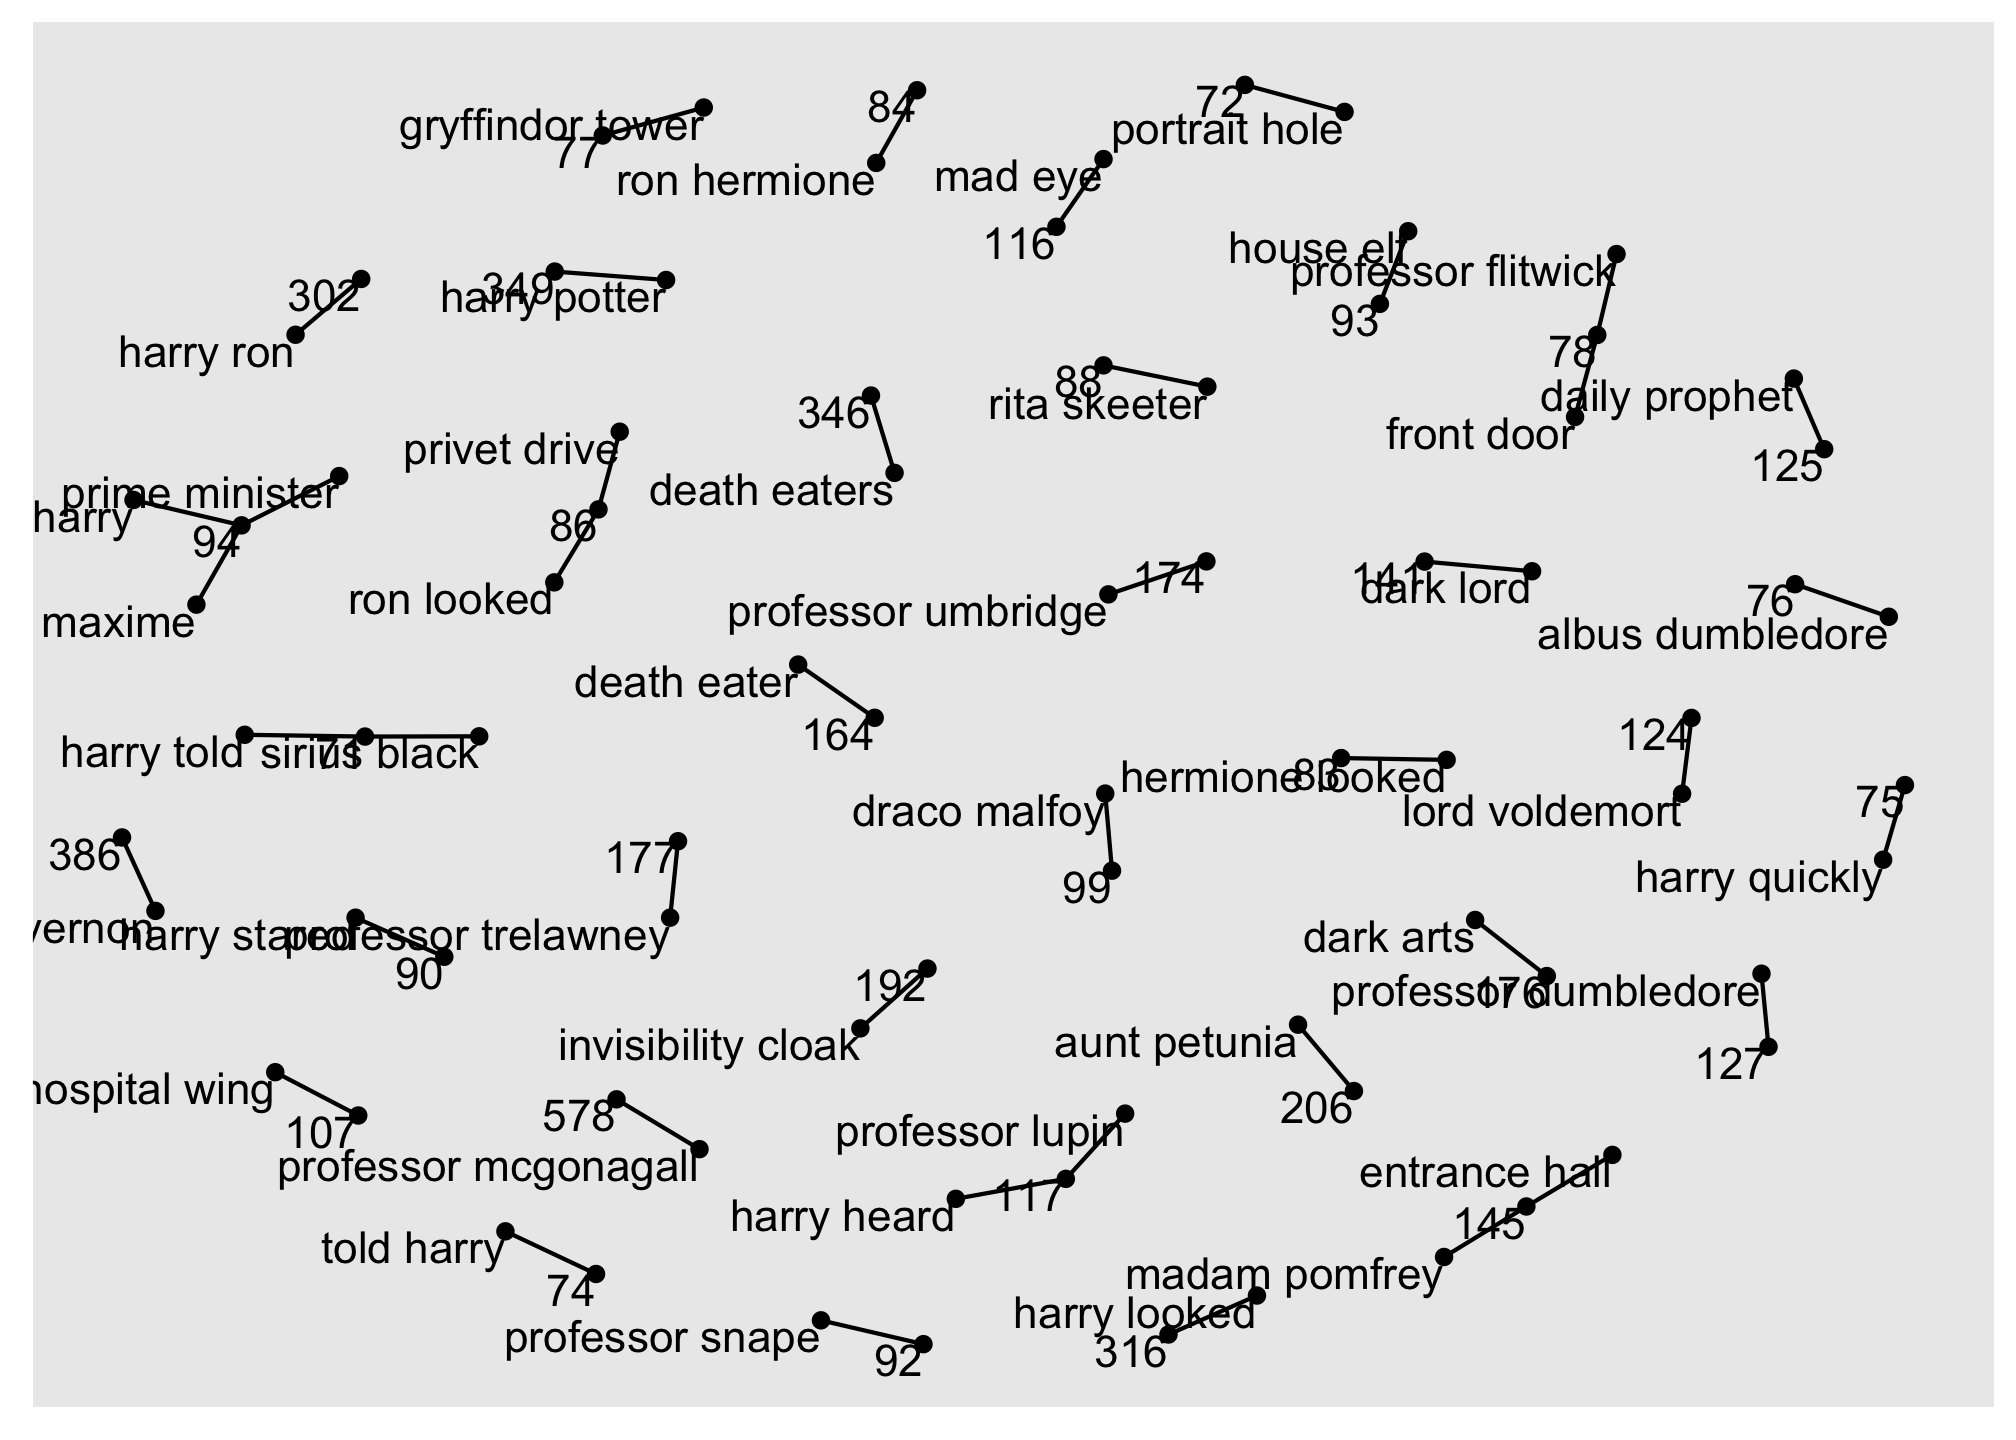 gryffindor tower
77
84
ron hermione
72
portrait hole
mad eye
116
house elf
professor flitwick
93
78
302
harry ron
349
harry potter
88
rita skeeter
346
death eaters
daily prophet
front door
125
privet drive
86
ron looked
prime minister
harry
94
maxime
174
professor umbridge
141
dark lord
76
albus dumbledore
death eater
164
harry told
71
sirius black
124
lord voldemort
hermione looked
83
draco malfoy
99
75
harry quickly
386
vernon
177
professor trelawney
harry stared
90
dark arts
176
professor dumbledore
127
192
invisibility cloak
aunt petunia
206
hospital wing
107
578
professor mcgonagall
professor lupin
117
harry heard
entrance hall
145
madam pomfrey
told harry
74
harry looked
316
professor snape
92